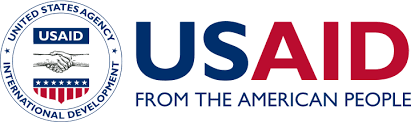 UNITED STATES AGENCY
USAID
INTERNATIONAL DEVELOPMENT
USAID
FROM THE AMERICAN PEOPLE